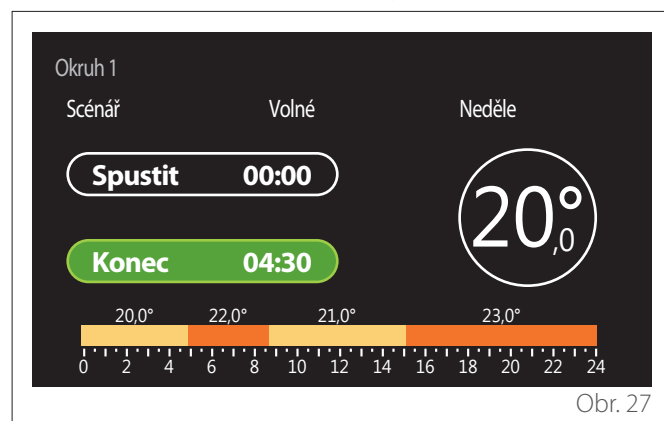 Okruh 1
Scénář Volné Neděle
Spustit 00:00
20°,0
Konec 04:30
20,0° 22,0° 21,0° 23,0°
0 2 4 6 8 10 12 14 16 18 20 22 24
Obr. 27